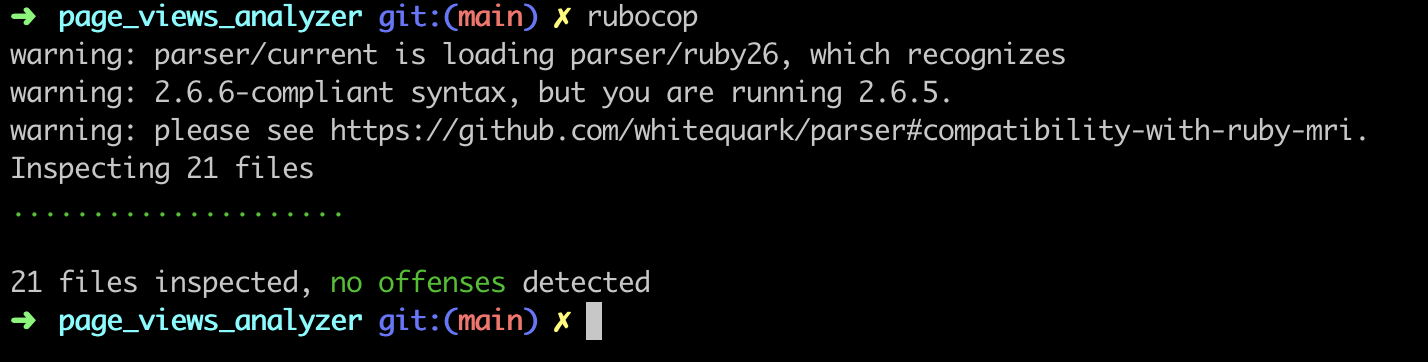 ➜ page_views_analyzer git:(main) ✗ rubocop
warning: parser/current is loading parser/ruby26, which recognizes
warning: 2.6.6-compliant syntax, but you are running 2.6.5.
warning: please see https://github.com/whitequark/parser#compatibility-with-ruby-mri.
Inspecting 21 files
.....................
21 files inspected, no offenses detected
➜ page_views_analyzer git:(main) ✗